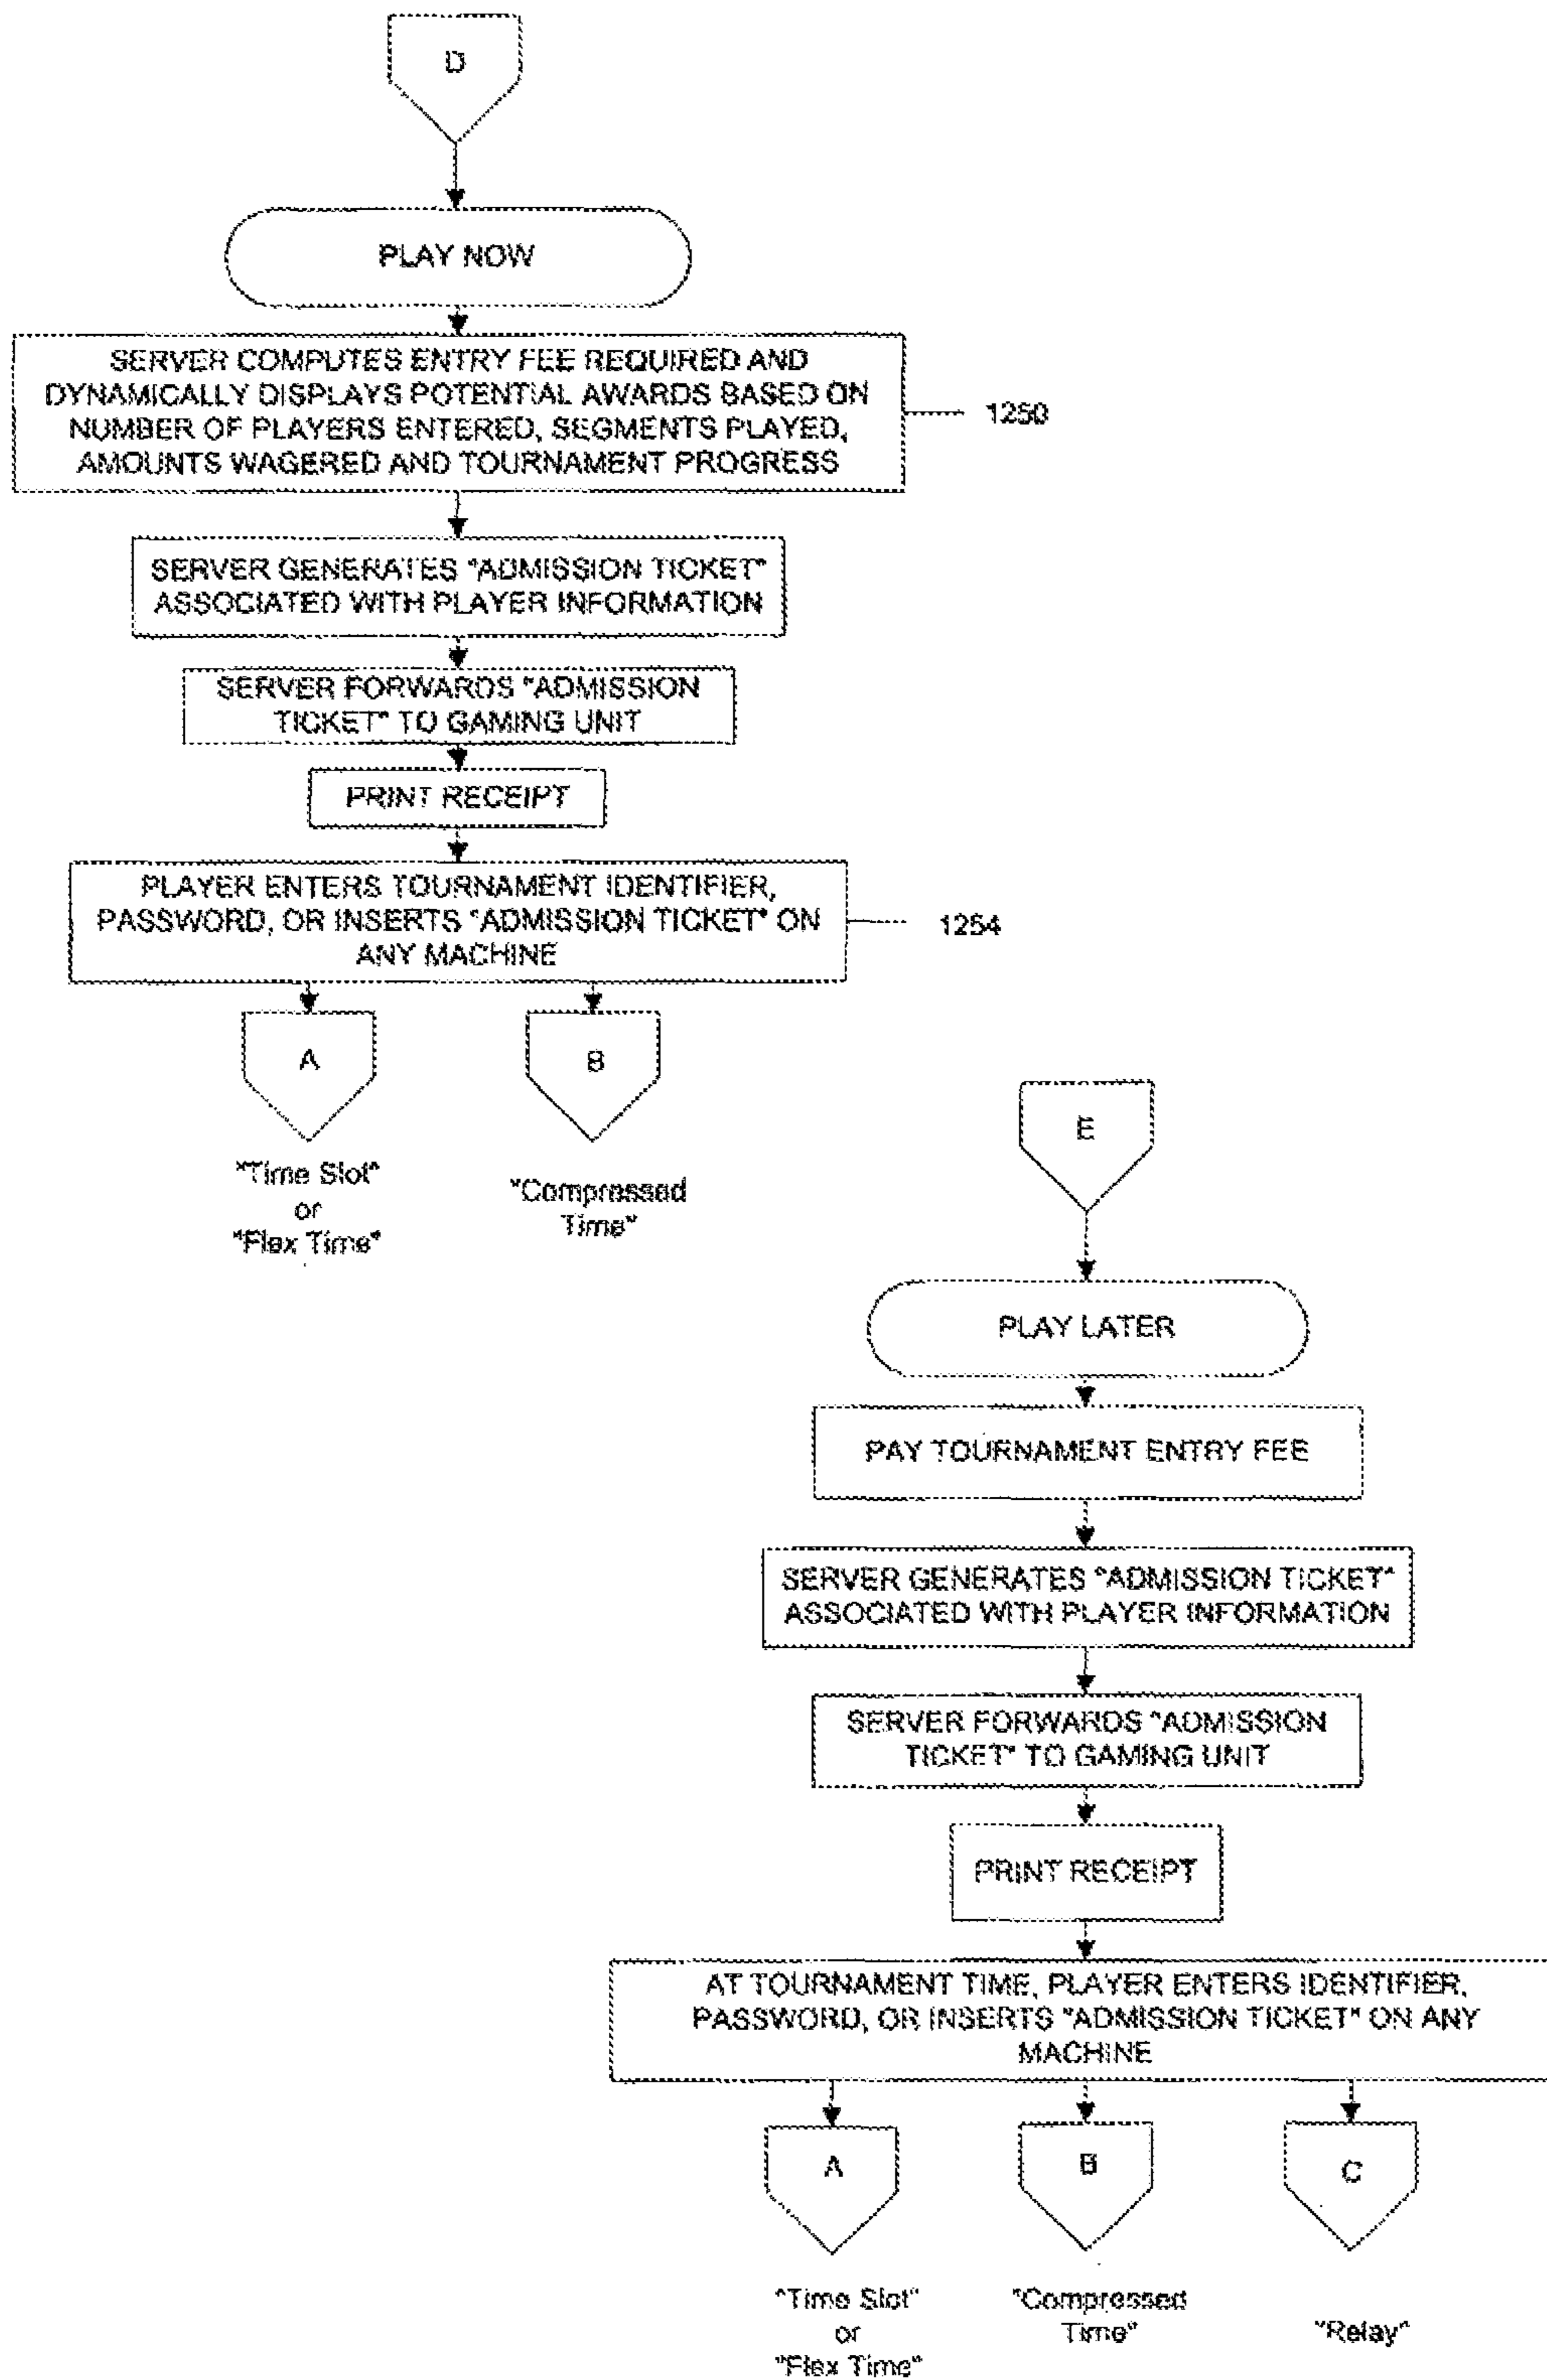 D
PLAY NOW
SERVER COMPUTES ENTRY FEE REQUIRED AND
DYNAMICALLY DISPLAYS POTENTIAL AWARDS BASED ON
NUMBER OF PLAYERS ENTERED, SEGMENTS PLAYED,
AMOUNTS WAGERED AND TOURNAMENT PROGRESS
1250
SERVER GENERATES "ADMISSION TICKET"
ASSOCIATED WITH PLAYER INFORMATION
SERVER FORWARDS "ADMISSION
TICKET" TO GAMING UNIT
PRINT RECEIPT
PLAYER ENTERS TOURNAMENT IDENTIFIER,
PASSWORD, OR INSERTS "ADMISSION TICKET" ON
ANY MACHINE
1254
A
"Time Slot"
or
"Flex Time"
B
"Compressed
Time"
E
PLAY LATER
PAY TOURNAMENT ENTRY FEE
SERVER GENERATES "ADMISSION TICKET"
ASSOCIATED WITH PLAYER INFORMATION
SERVER FORWARDS "ADMISSION
TICKET" TO GAMING UNIT
PRINT RECEIPT
AT TOURNAMENT TIME, PLAYER ENTERS IDENTIFIER,
PASSWORD, OR INSERTS "ADMISSION TICKET" ON ANY
MACHINE
A
"Time Slot"
or
"Flex Time"
B
"Compressed
Time"
C
"Relay"